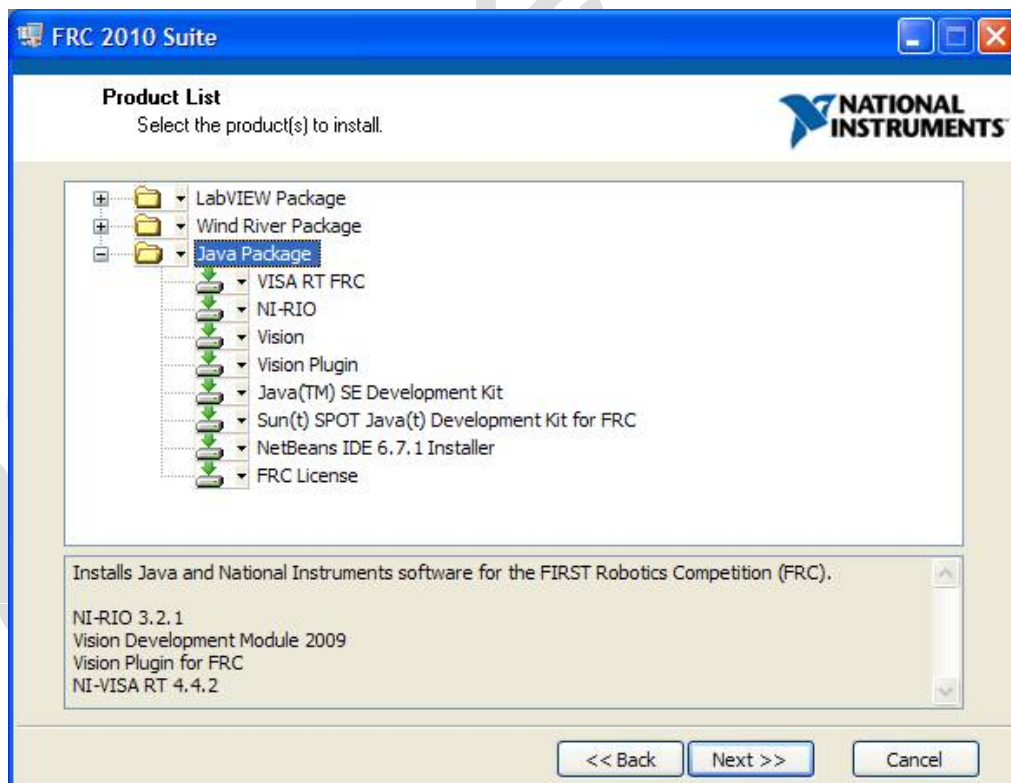 FRC 2010 Suite
Product List
Select the product(s) to install.
NATIONAL
INSTRUMENTS
LabVIEW Package
Wind River Package
Java Package
VISA RT FRC
NI-RIO
Vision
Vision Plugin
Java(TM) SE Development Kit
Sun(t) SPOT Java(t) Development Kit for FRC
NetBeans IDE 6.7.1 Installer
FRC License
Installs Java and National Instruments software for the FIRST Robotics Competition (FRC).
NI-RIO 3.2.1
Vision Development Module 2009
Vision Plugin for FRC
NI-VISA RT 4.4.2
<< Back Next >> Cancel